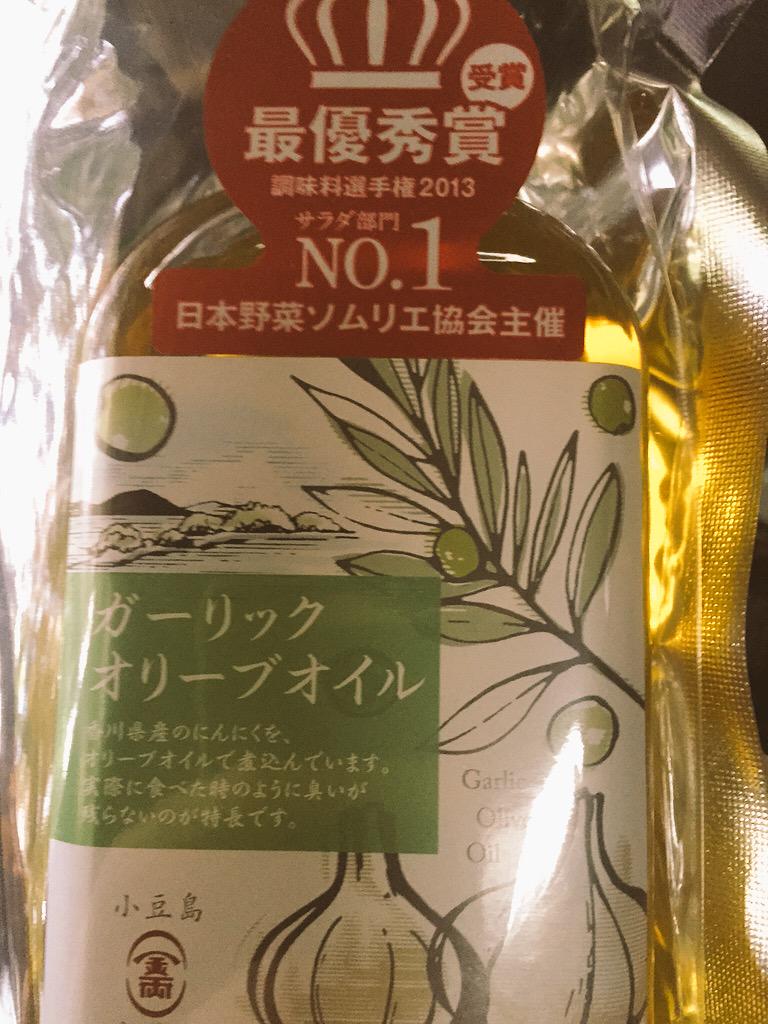 受賞
最優秀賞
調味料選手権2013
サラダ部門
NO.1
日本野菜ソムリエ協会主催
ガーリック
オリーブオイル
香川県産のにんにくを、
オリーブオイルで煮込んでいます。
実際に食べた時のように臭いが
残らないのが特長です。
Garlic
Olive
Oil
小豆島
金両